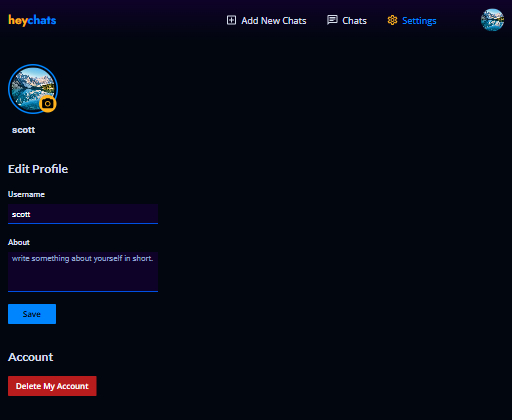 heychats
Add New Chats
Chats
Settings
scott
Edit Profile
Username
scott
About
write something about yourself in short.
Save
Account
Delete My Account